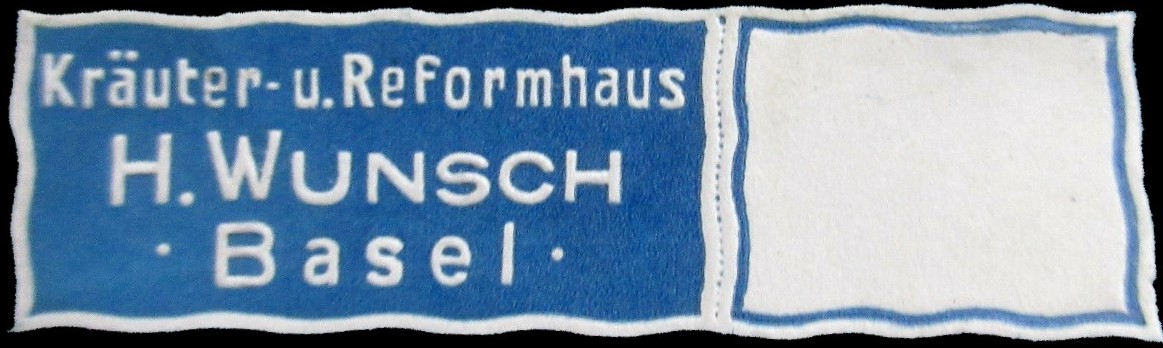 Kräuter- u. Reformhaus
H. WUNSCH
· Basel ·